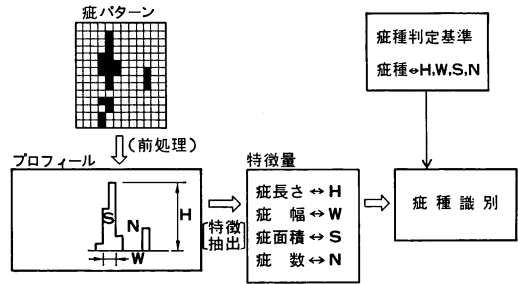 疵パターン
(前処理)
プロフィール
S
N
H
W
(特徴
抽出)
特徴量
疵長さ↔H
疵 幅↔W
疵面積↔S
疵 数↔N
疵種判定基準
疵種↔H,W,S,N
疵種識別